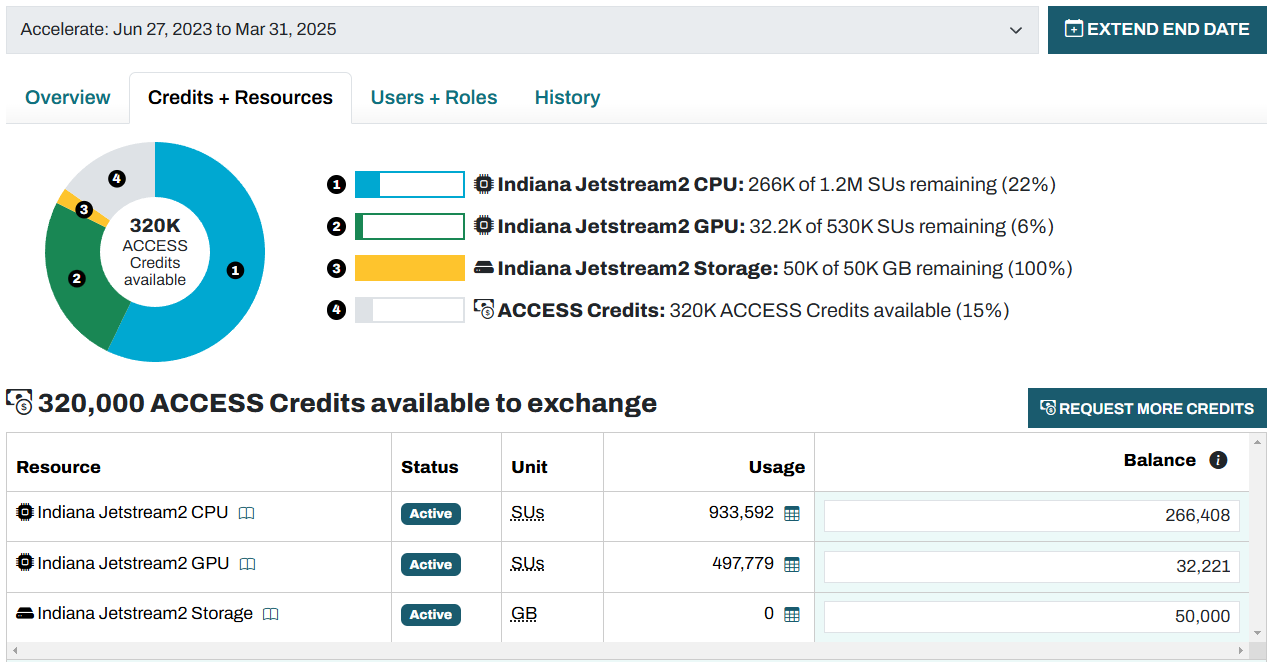 Accelerate: Jun 27, 2023 to Mar 31, 2025
EXTEND END DATE
Overview
Credits + Resources
Users + Roles
History
4
3
2
1
320K
ACCESS
Credits
available
1 Indiana Jetstream2 CPU: 266K of 1.2M SUs remaining (22%)
2 Indiana Jetstream2 GPU: 32.2K of 530K SUs remaining (6%)
3 Indiana Jetstream2 Storage: 50K of 50K GB remaining (100%)
4 ACCESS Credits: 320K ACCESS Credits available (15%)
320,000 ACCESS Credits available to exchange
REQUEST MORE CREDITS
Resource Status Unit Usage Balance
Indiana Jetstream2 CPU Active SUs 933,592 266,408
Indiana Jetstream2 GPU Active SUs 497,779 32,221
Indiana Jetstream2 Storage Active GB 0 50,000